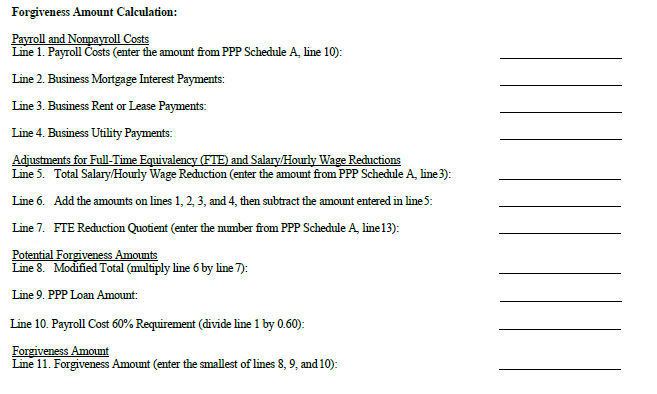 Forgiveness Amount Calculation:
Payroll and Nonpayroll Costs
Line 1. Payroll Costs (enter the amount from PPP Schedule A, line 10):
Line 2. Business Mortgage Interest Payments:
Line 3. Business Rent or Lease Payments:
Line 4. Business Utility Payments:
Adjustments for Full-Time Equivalency (FTE) and Salary/Hourly Wage Reductions
Line 5. Total Salary/Hourly Wage Reduction (enter the amount from PPP Schedule A, line 3):
Line 6. Add the amounts on lines 1, 2, 3, and 4, then subtract the amount entered in line 5:
Line 7. FTE Reduction Quotient (enter the number from PPP Schedule A, line 13):
Potential Forgiveness Amounts
Line 8. Modified Total (multiply line 6 by line 7):
Line 9. PPP Loan Amount:
Line 10. Payroll Cost 60% Requirement (divide line 1 by 0.60):
Forgiveness Amount
Line 11. Forgiveness Amount (enter the smallest of lines 8, 9, and 10):